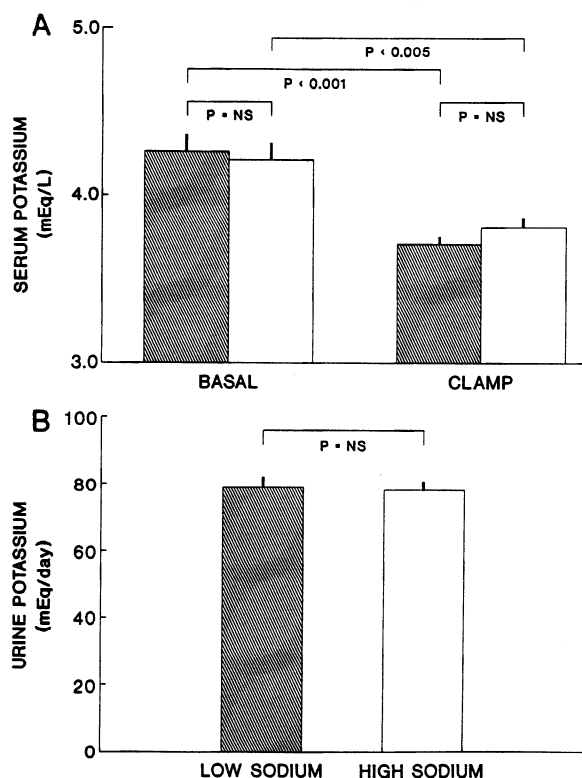 A
5.0
P < 0.005
P < 0.001
P = NS
P = NS
4.0
SERUM POTASSIUM
(mEq/L)
3.0
BASAL
CLAMP
B
100
P = NS
80
60
URINE POTASSIUM
(mEq/day)
40
20
0
LOW SODIUM
HIGH SODIUM